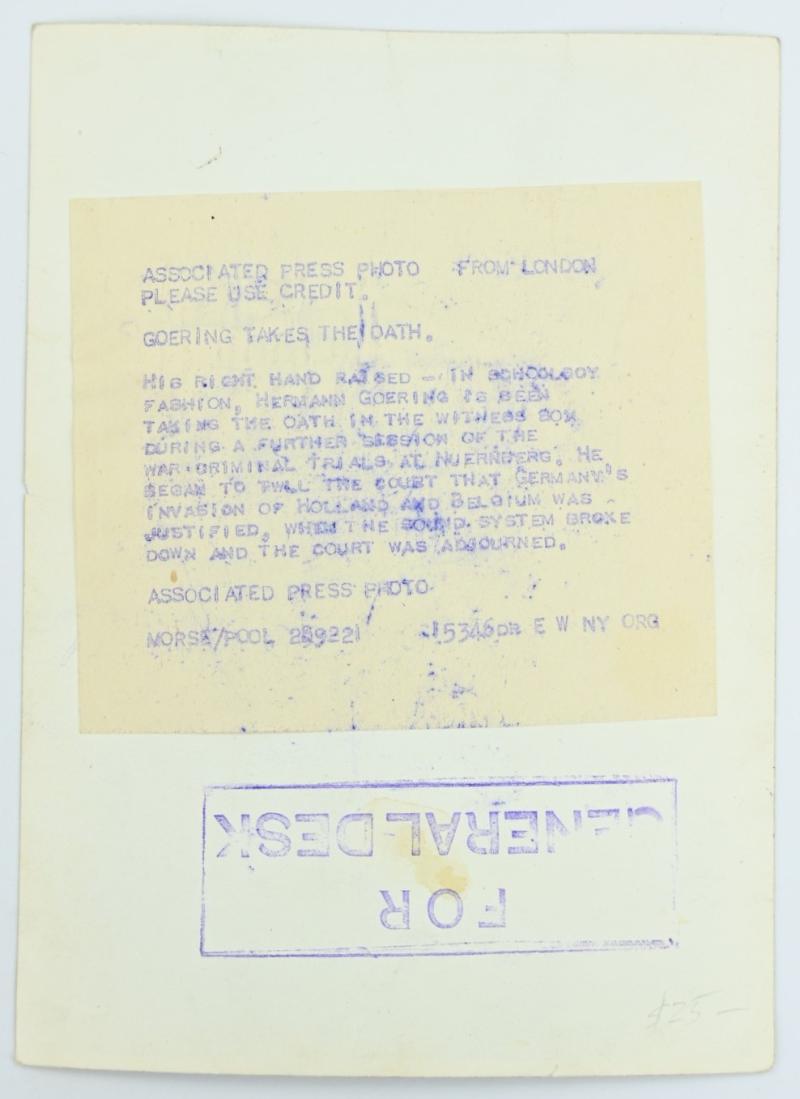 ASSOCIATED PRESS PHOTO FROM LONDON
PLEASE USE CREDIT.
GOERING TAKES THE OATH.
HIS RIGHT HAND RAISED - IN SCHOOLBOY
FASHION, HERMANN GOERING IS SEEN
TAKING THE OATH IN THE WITNESS BOX
DURING A FURTHER SESSION OF THE
WAR CRIMINAL TRIALS AT NUERNBERG. HE
BEGAN TO TELL THE COURT THAT GERMANY'S
INVASION OF HOLLAND AND BELGIUM WAS
JUSTIFIED, WHEN THE SOUND SYSTEM BROKE
DOWN AND THE COURT WAS ADJOURNED.
ASSOCIATED PRESS PHOTO
MORSE/POOL 15346DR E W NY ORG
FOR
GENERAL DESK
$25-